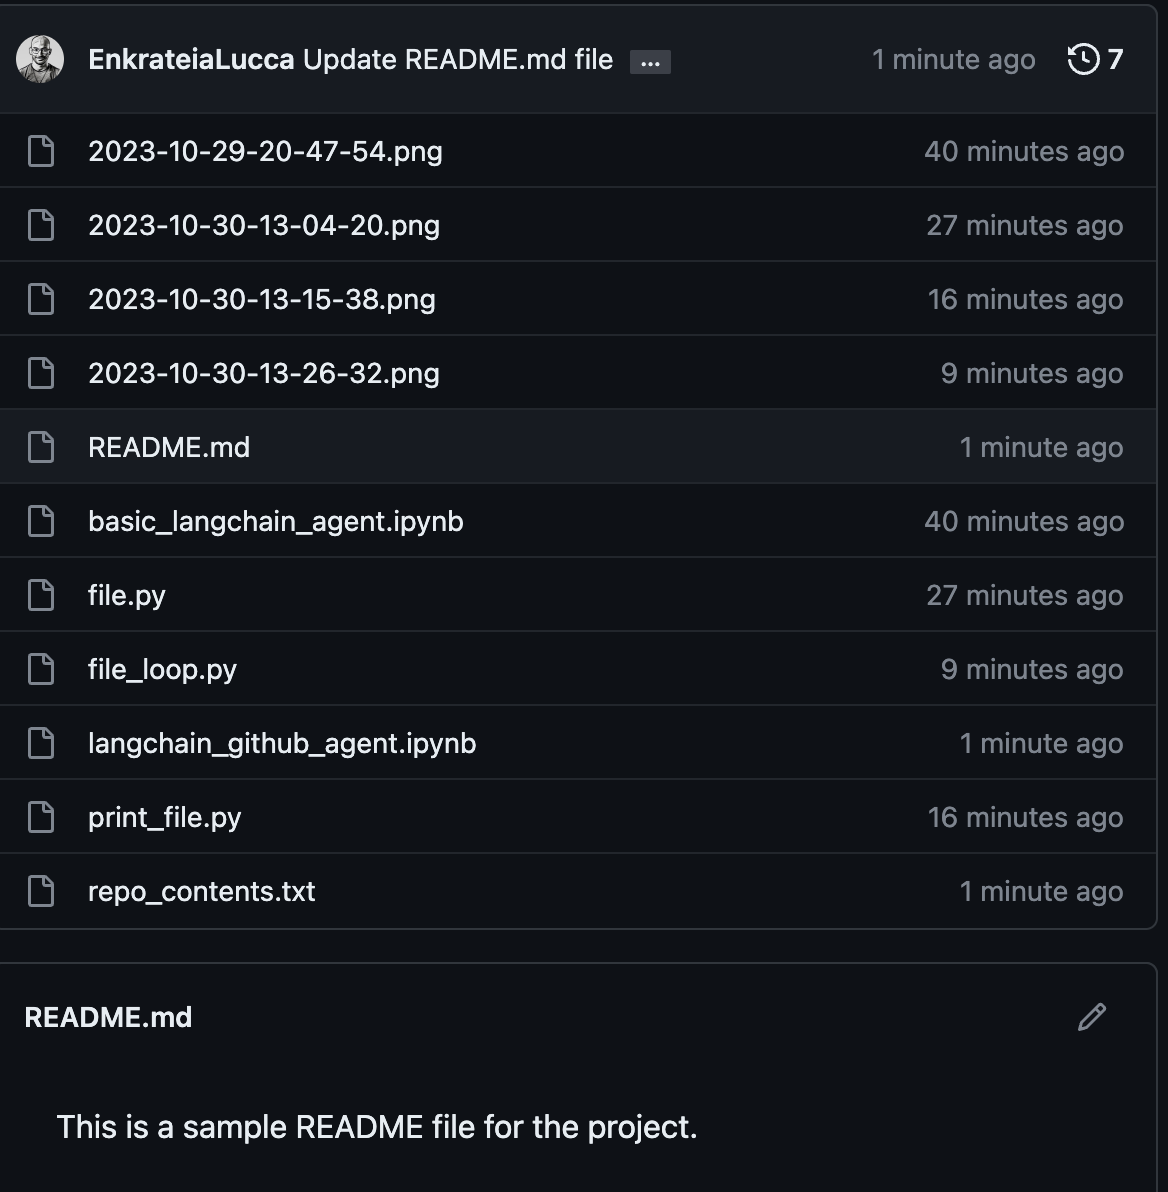 EnkrateiaLucca Update README.md file ... 1 minute ago 7
2023-10-29-20-47-54.png 40 minutes ago
2023-10-30-13-04-20.png 27 minutes ago
2023-10-30-13-15-38.png 16 minutes ago
2023-10-30-13-26-32.png 9 minutes ago
README.md 1 minute ago
basic_langchain_agent.ipynb 40 minutes ago
file.py 27 minutes ago
file_loop.py 9 minutes ago
langchain_github_agent.ipynb 1 minute ago
print_file.py 16 minutes ago
repo_contents.txt 1 minute ago
README.md
This is a sample README file for the project.